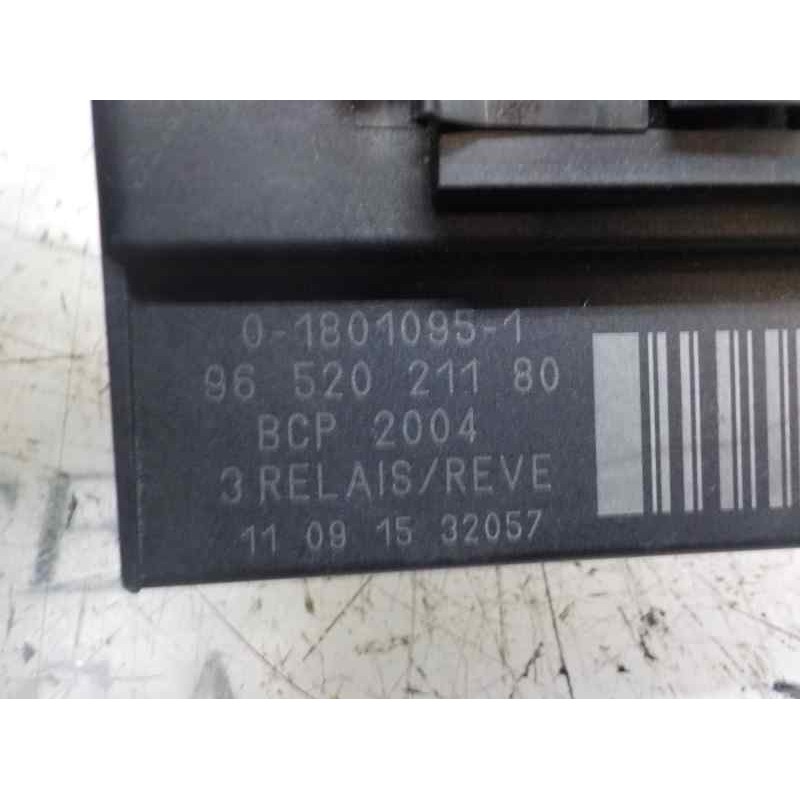 0-1801095-1
96 520 211 80
BCP 2004
3 RELAIS/REVE
11 09 15 32057